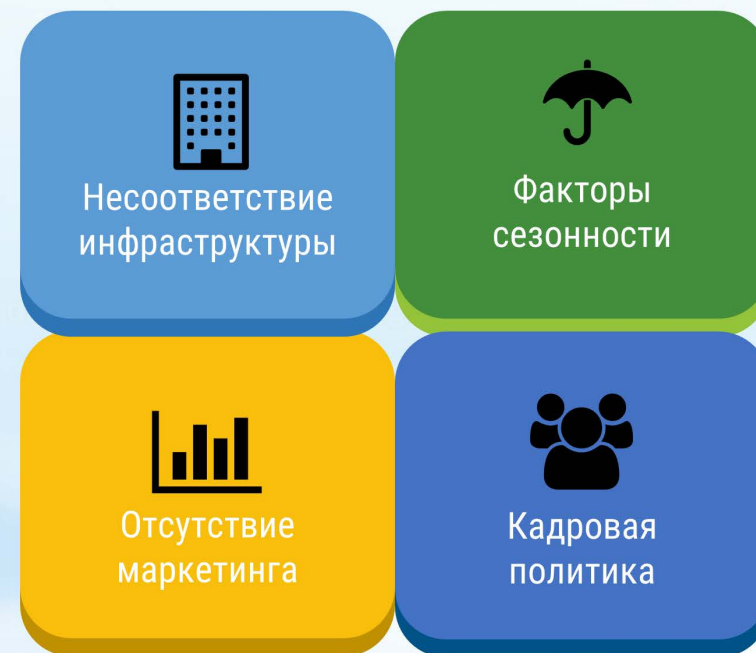 Несоответствие
инфраструктуры
Факторы
сезонности
Отсутствие
маркетинга
Кадровая
политика